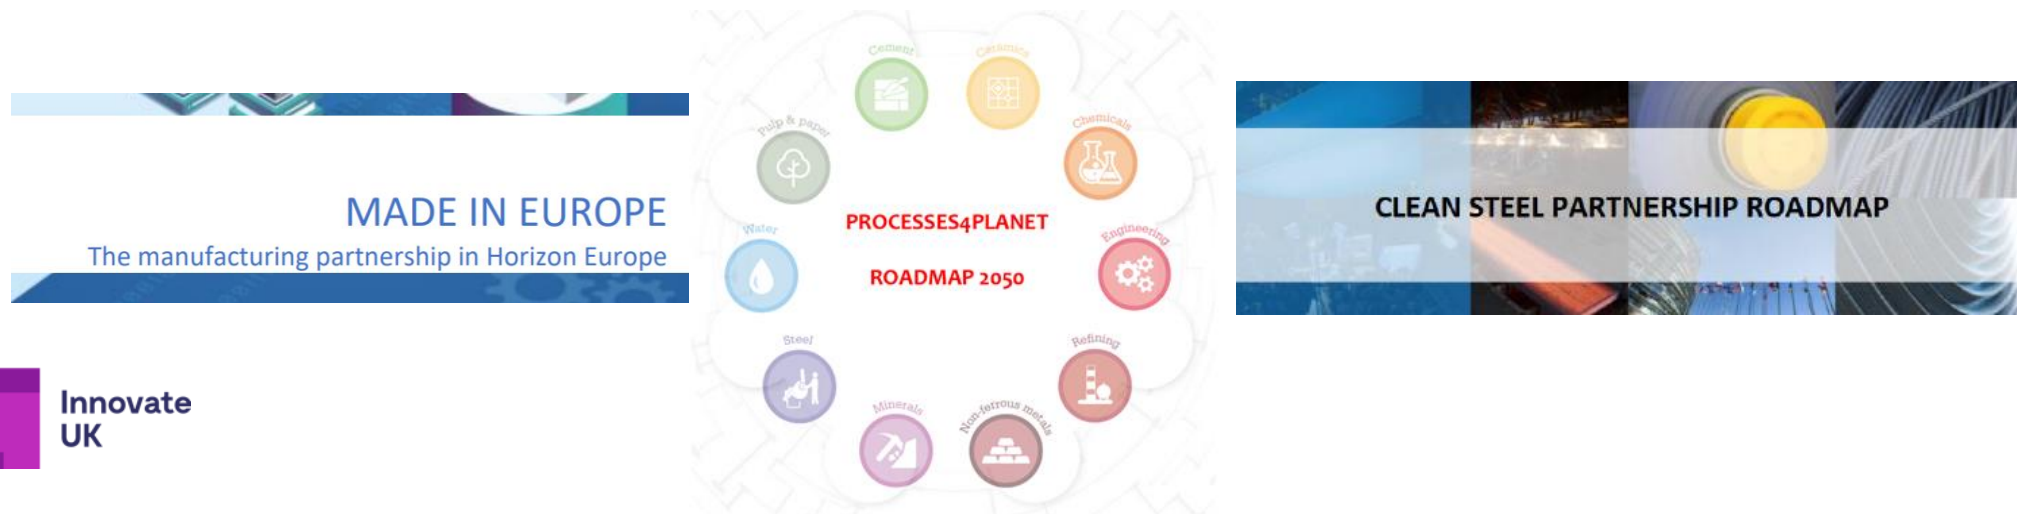 MADE IN EUROPE
The manufacturing partnership in Horizon Europe
Innovate
UK
Cement
Ceramics
Chemicals
Engineering
Refining
Non-ferrous metals
Minerals
Steel
Water
Pulp & paper
PROCESSES4PLANET
ROADMAP 2050
CLEAN STEEL PARTNERSHIP ROADMAP